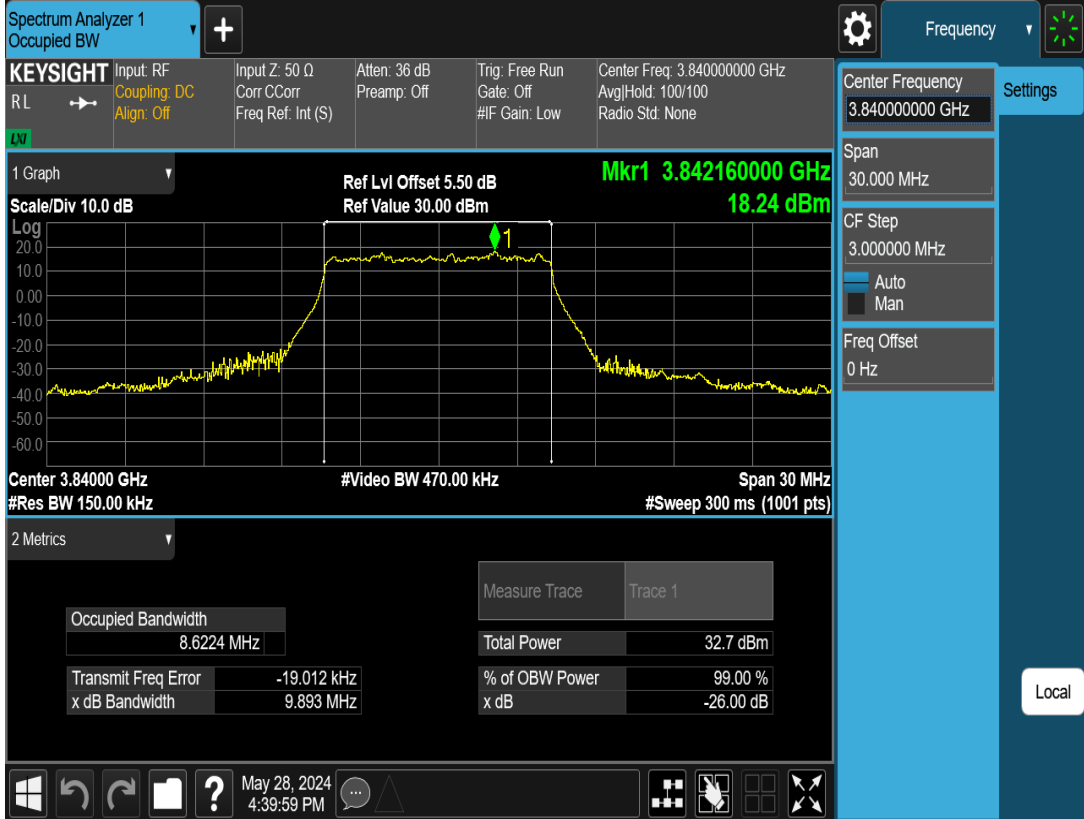 Spectrum Analyzer 1
Occupied BW
+
Frequency
KEYSIGHT
RL
LXI
Input: RF
Coupling: DC
Align: Off
Input Z: 50 Ω
Corr CCorr
Freq Ref: Int (S)
Atten: 36 dB
Preamp: Off
Trig: Free Run
Gate: Off
#IF Gain: Low
Center Freq: 3.840000000 GHz
Avg|Hold: 100/100
Radio Std: None
Center Frequency
3.840000000 GHz
Settings
Span
30.000 MHz
CF Step
3.000000 MHz
Auto
Man
Freq Offset
0 Hz
Local
1 Graph
Scale/Div 10.0 dB
Ref Lvl Offset 5.50 dB
Ref Value 30.00 dBm
Mkr1 3.842160000 GHz
18.24 dBm
Log
1
20.0
10.0
0.00
-10.0
-20.0
-30.0
-40.0
-50.0
-60.0
Center 3.84000 GHz
#Video BW 470.00 kHz
Span 30 MHz
#Res BW 150.00 kHz
#Sweep 300 ms (1001 pts)
2 Metrics
Measure Trace
Trace 1
Occupied Bandwidth
8.6224 MHz
Total Power
32.7 dBm
Transmit Freq Error
-19.012 kHz
% of OBW Power
99.00 %
x dB Bandwidth
9.893 MHz
x dB
-26.00 dB
?
May 28, 2024
4:39:59 PM